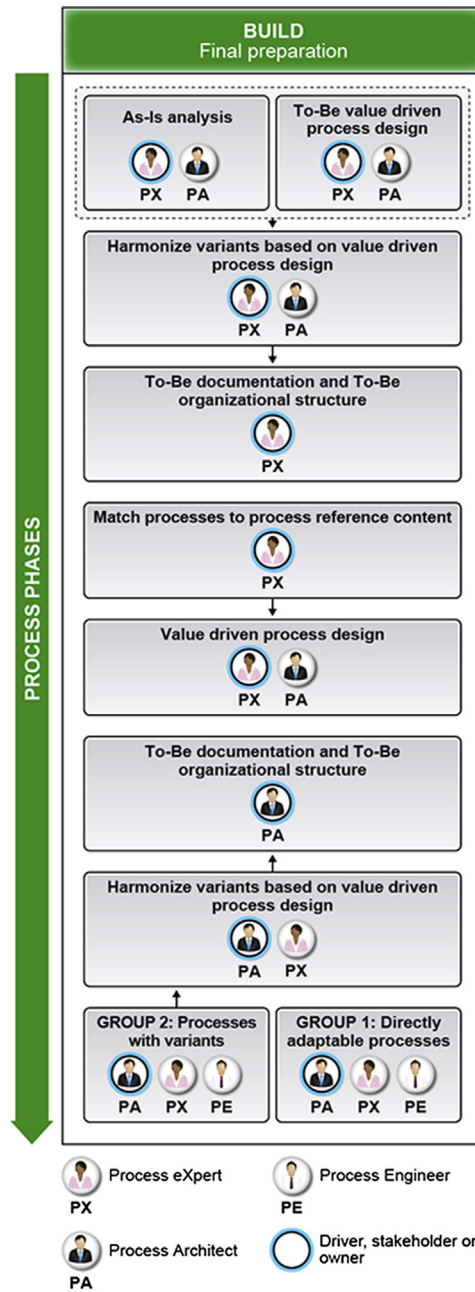 BUILD
Final preparation
PROCESS PHASES
As-Is analysis
PX PA
To-Be value driven
process design
PX PA
Harmonize variants based on value driven
process design
PX PA
To-Be documentation and To-Be
organizational structure
PX
Match processes to process reference content
PX
Value driven process design
PX PA
To-Be documentation and To-Be
organizational structure
PA
Harmonize variants based on value driven
process design
PA PX
GROUP 2: Processes
with variants
PA PX PE
GROUP 1: Directly
adaptable processes
PA PX PE
Process eXpert
PX
Process Engineer
PE
Process Architect
PA
Driver, stakeholder or
owner